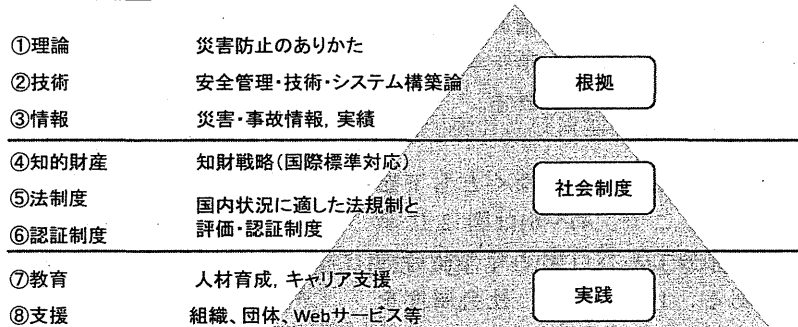 ①理論 災害防止のありかた
②技術 安全管理・技術・システム構築論
根拠
③情報 災害・事故情報, 実績
④知的財産 知財戦略(国際標準対応)
社会制度
⑤法制度 国内状況に適した法規制と
⑥認証制度 評価・認証制度
⑦教育 人材育成, キャリア支援
実践
⑧支援 組織、団体、Webサービス等